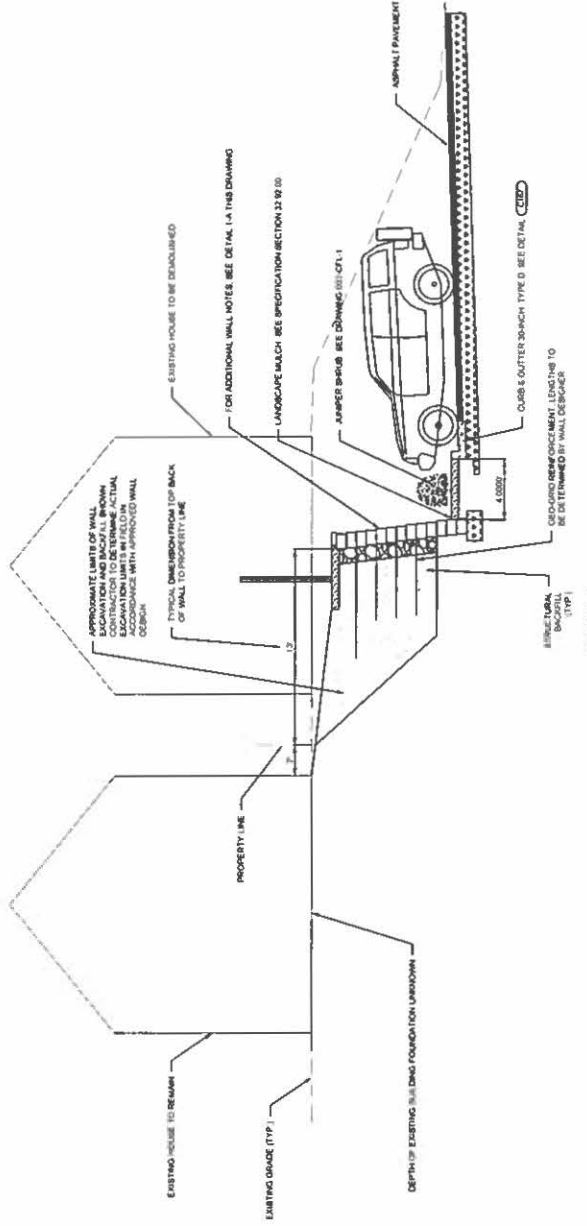 EXISTING HOUSE TO BE DEMOLISHED
APPROXIMATE LIMITS OF WALL
EXCAVATION AND BACKFILL SHOWN
CONTRACTOR TO DETERMINE ACTUAL
EXCAVATION LIMITS IN FIELD IN
ACCORDANCE WITH APPROVED WALL
DESIGN
TYPICAL DIMENSION FROM TOP BACK
OF WALL TO PROPERTY LINE
FOR ADDITIONAL WALL NOTES, SEE DETAIL 1-A THIS DRAWING
LANDSCAPE MULCH SEE SPECIFICATION SECTION 32 92 00
JUNIPER SHRUB SEE DRAWING
ASPHALT PAVEMENT
PROPERTY LINE
13'
EXISTING HOUSE TO REMAIN
EXISTING GRADE (TYP.)
DEPTH OF EXISTING BUILDING FOUNDATION UNKNOWN
4.0000'
CURB & GUTTER 30-INCH TYPE D SEE DETAIL
GEO-GRID REINFORCEMENT, LENGTHS TO
BE DETERMINED BY WALL DESIGNER
STRUCTURAL
BACKFILL
(TYP.)